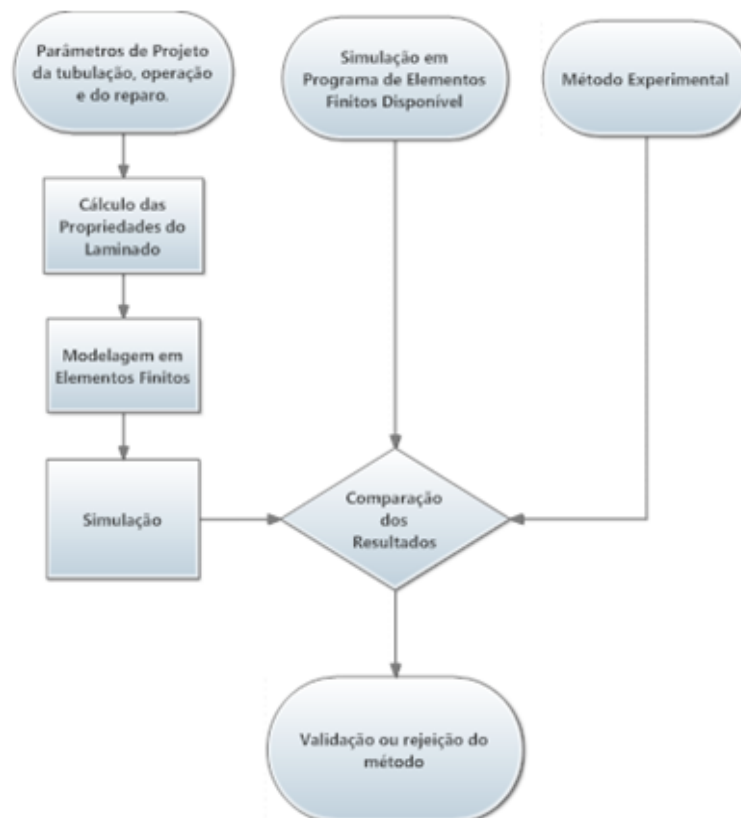 Parâmetros de Projeto
da tubulação, operação
e do reparo.
Simulação em
Programa de Elementos
Finitos Disponível
Método Experimental
Cálculo das
Propriedades do
Laminado
Modelagem em
Elementos Finitos
Simulação
Comparação
dos
Resultados
Validação ou rejeição do
método